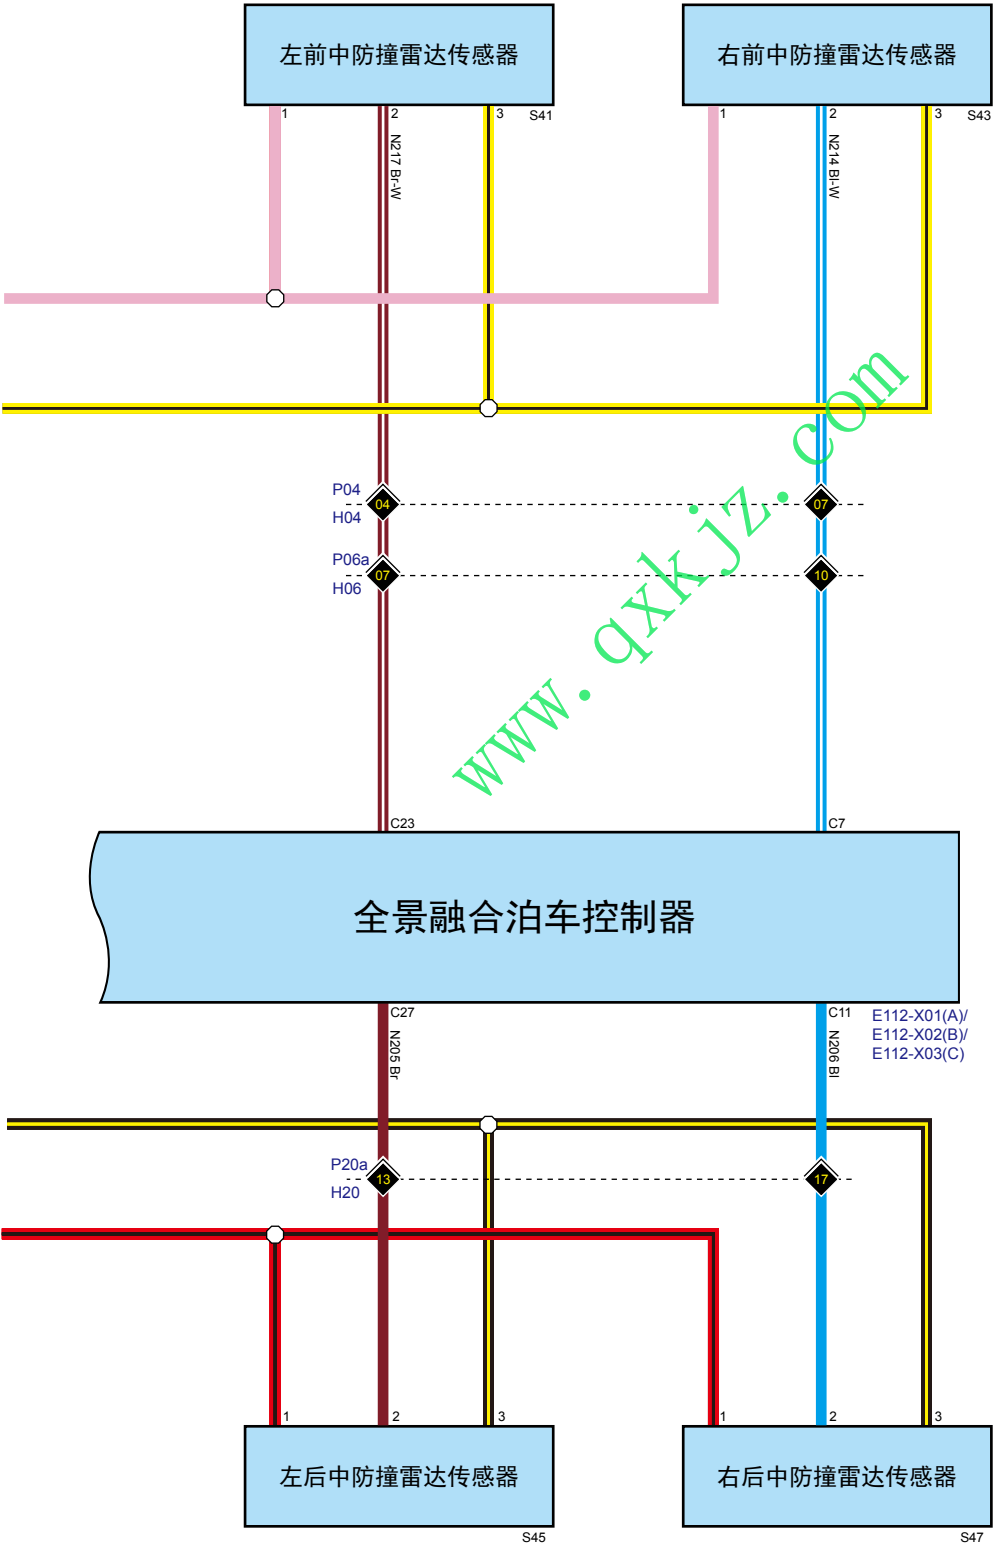 左前中防撞雷达传感器
右前中防撞雷达传感器
1
2
3
S41
1
2
3
S43
N217 Br-W
N214 Bl-W
P04
04
07
H04
P06a
07
10
H06
www.qxkjz.com
C23
C7
全景融合泊车控制器
C27
C11
E112-X01(A)/
E112-X02(B)/
E112-X03(C)
N205 Br
N206 Bl
P20a
13
17
H20
1
2
3
1
2
3
左后中防撞雷达传感器
右后中防撞雷达传感器
S45
S47